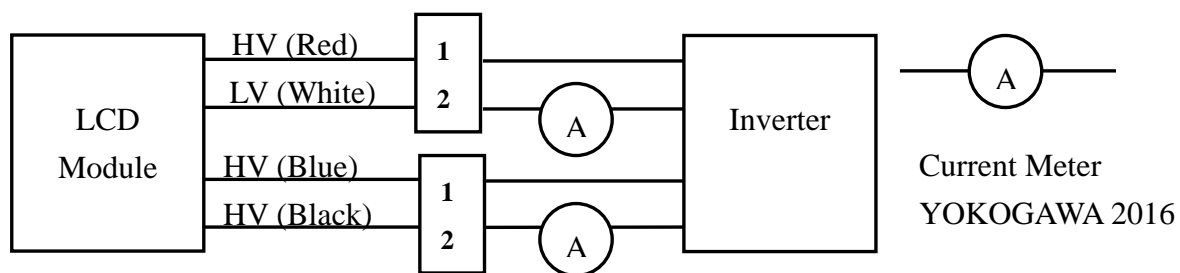 HV (Red)
1
LV (White)
2
A
LCD
Module
Inverter
HV (Blue)
1
HV (Black)
2
A
A
Current Meter
YOKOGAWA 2016